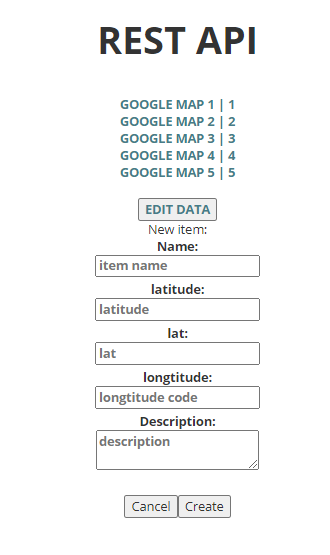 REST API
GOOGLE MAP 1 | 1
GOOGLE MAP 2 | 2
GOOGLE MAP 3 | 3
GOOGLE MAP 4 | 4
GOOGLE MAP 5 | 5
EDIT DATA
New item:
Name:
item name
latitude:
latitude
lat:
lat
longtitude:
longtitude code
Description:
description
Cancel Create